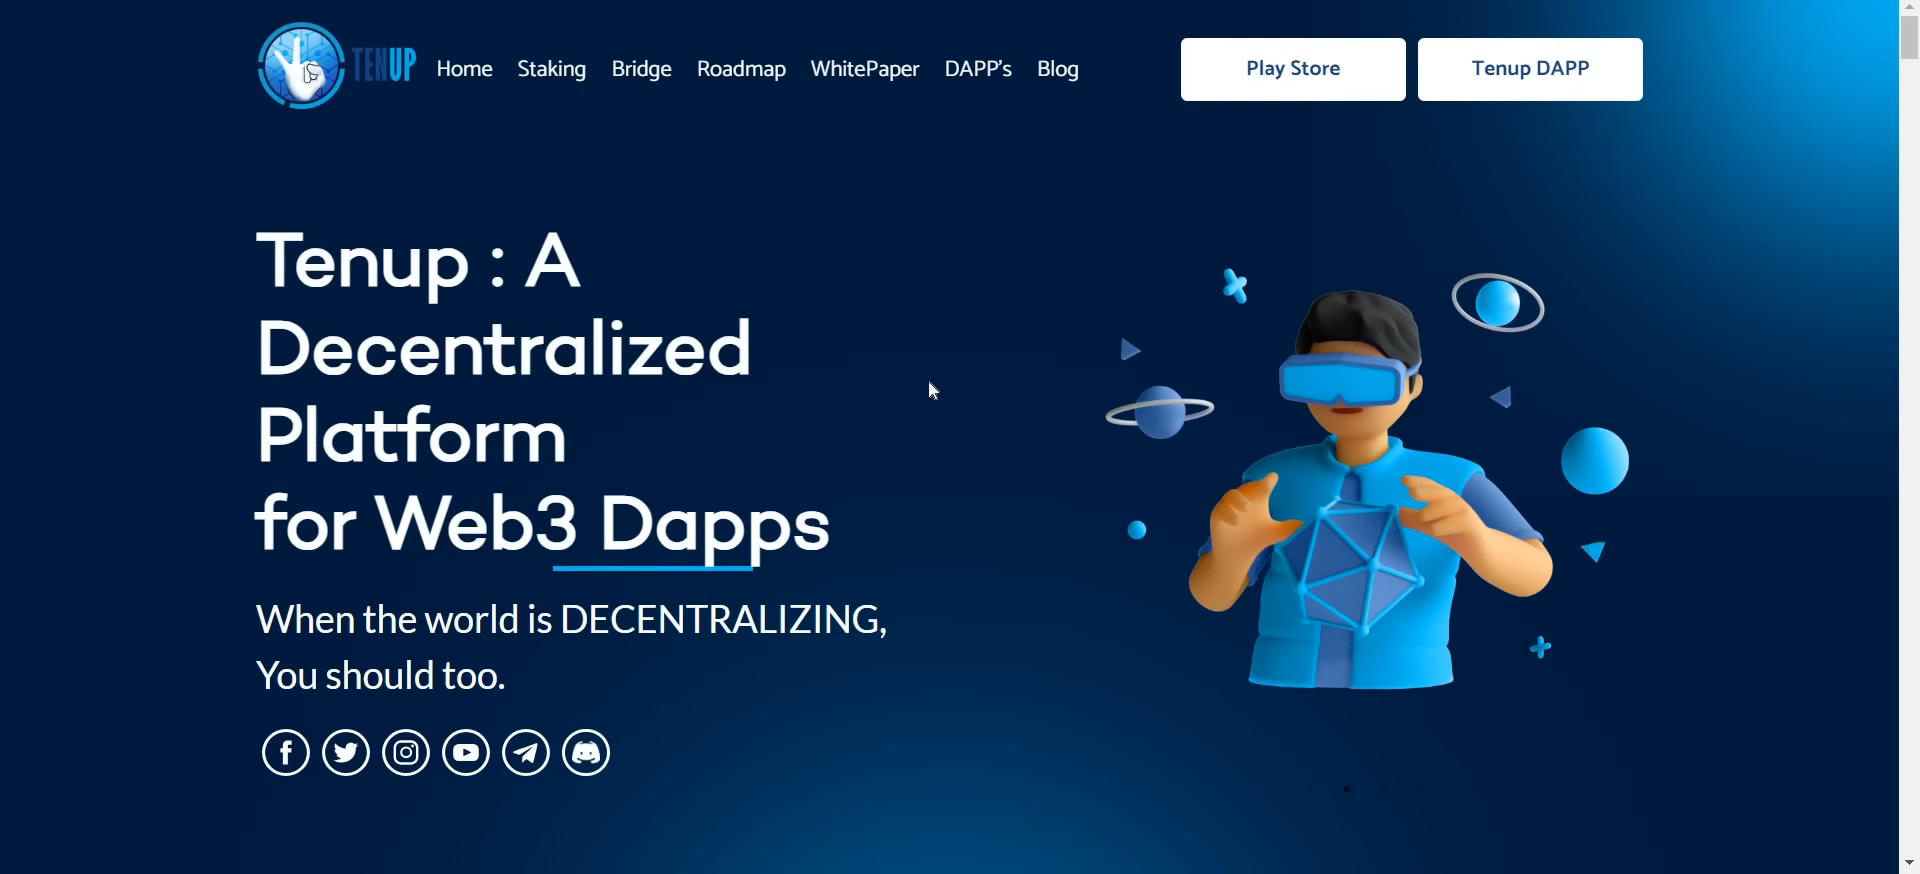 TENUP
Home Staking Bridge Roadmap WhitePaper DAPP's Blog
Play Store Tenup DAPP
Tenup : A
Decentralized
Platform
for Web3 Dapps
When the world is DECENTRALIZING,
You should too.